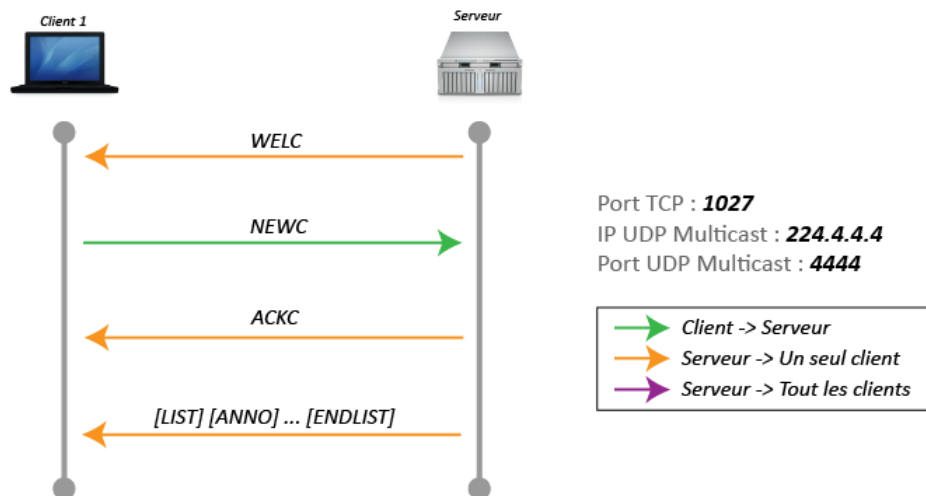 Client 1
Serveur
WELC
NEWC
ACKC
[LIST] [ANNO] ... [ENDLIST]
Port TCP : 1027
IP UDP Multicast : 224.4.4.4
Port UDP Multicast : 4444
Client -> Serveur
Serveur -> Un seul client
Serveur -> Tout les clients